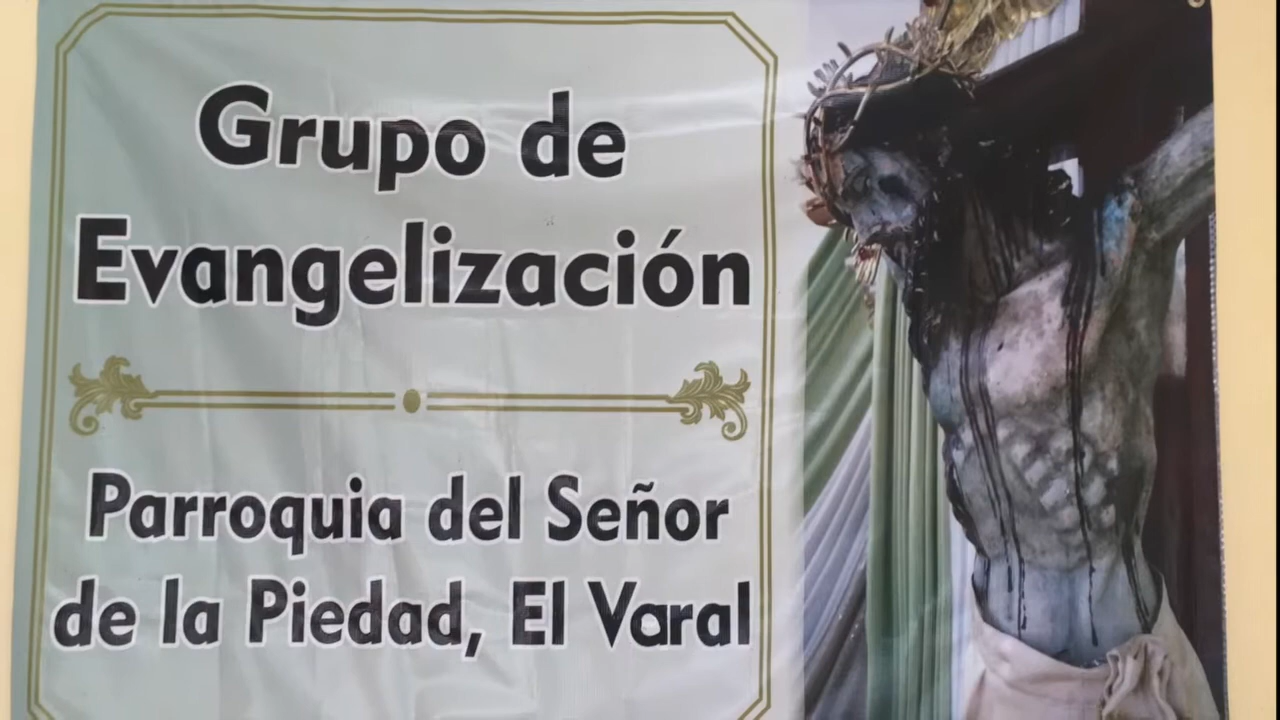 Grupo de
Evangelización
Parroquia del Señor
de la Piedad, El Varal